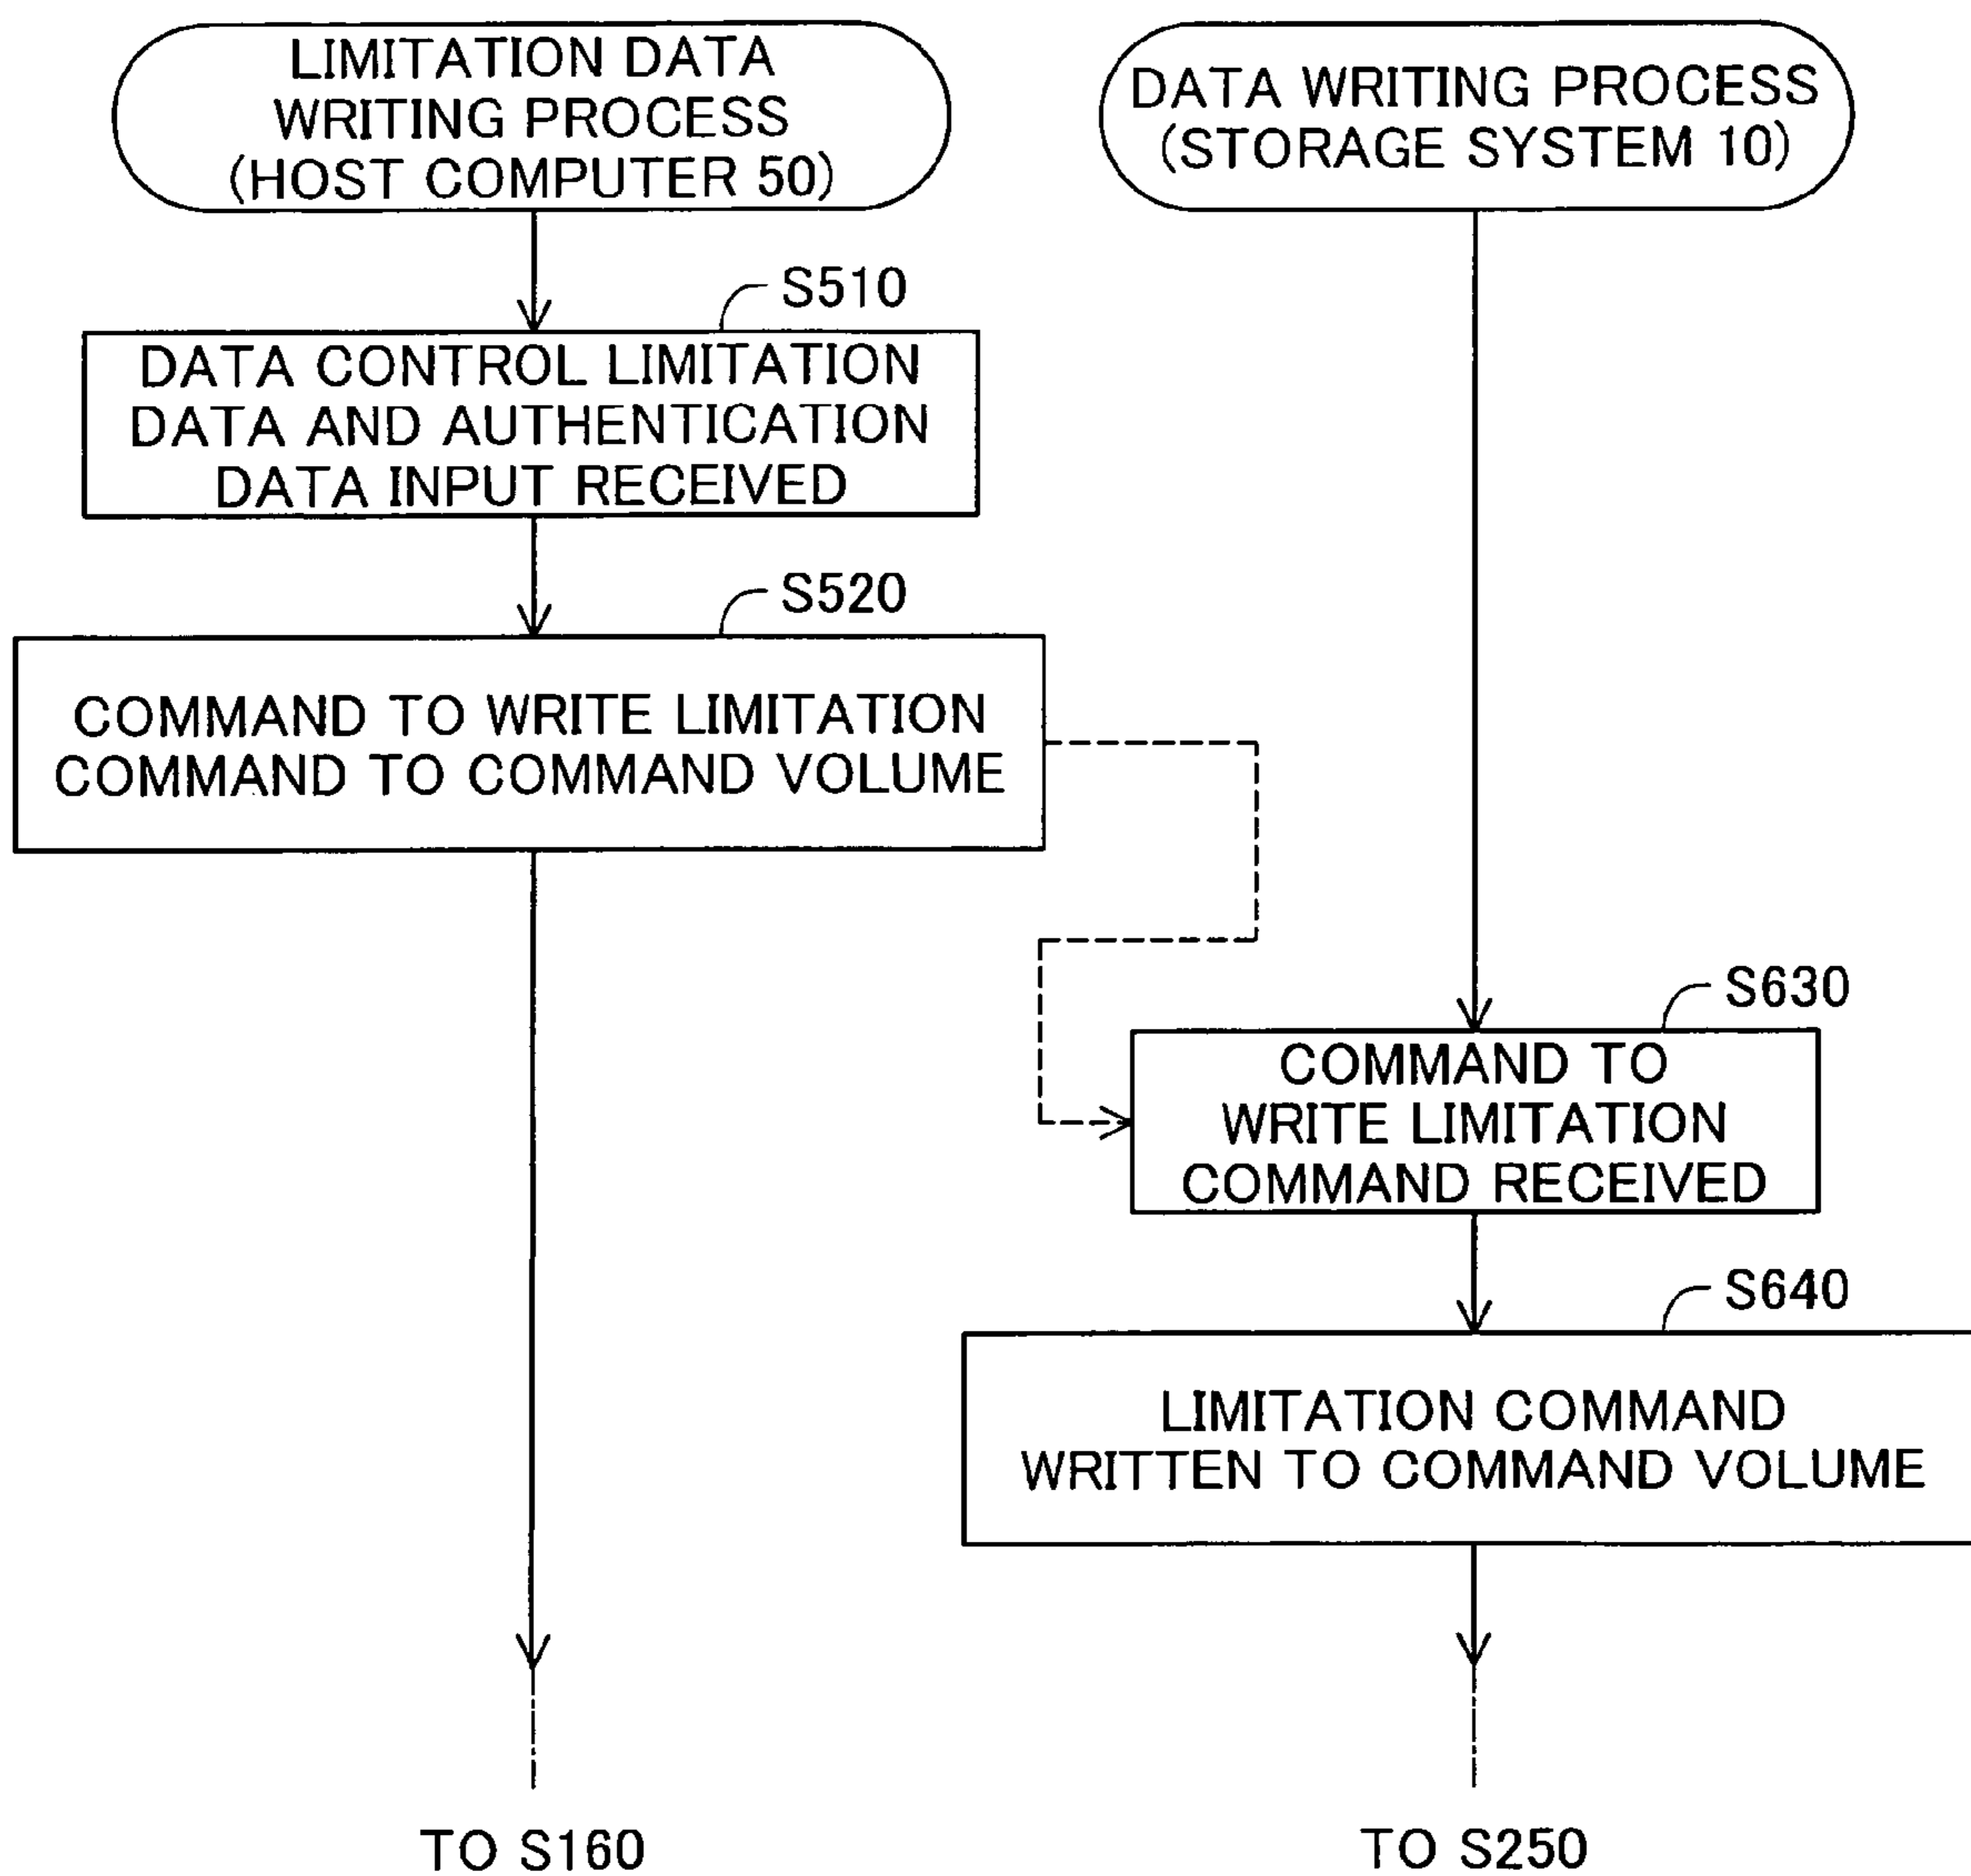 LIMITATION DATA
WRITING PROCESS
(HOST COMPUTER 50)
DATA WRITING PROCESS
(STORAGE SYSTEM 10)
S510
DATA CONTROL LIMITATION
DATA AND AUTHENTICATION
DATA INPUT RECEIVED
S520
COMMAND TO WRITE LIMITATION
COMMAND TO COMMAND VOLUME
S630
COMMAND TO
WRITE LIMITATION
COMMAND RECEIVED
S640
LIMITATION COMMAND
WRITTEN TO COMMAND VOLUME
TO S160
TO S250